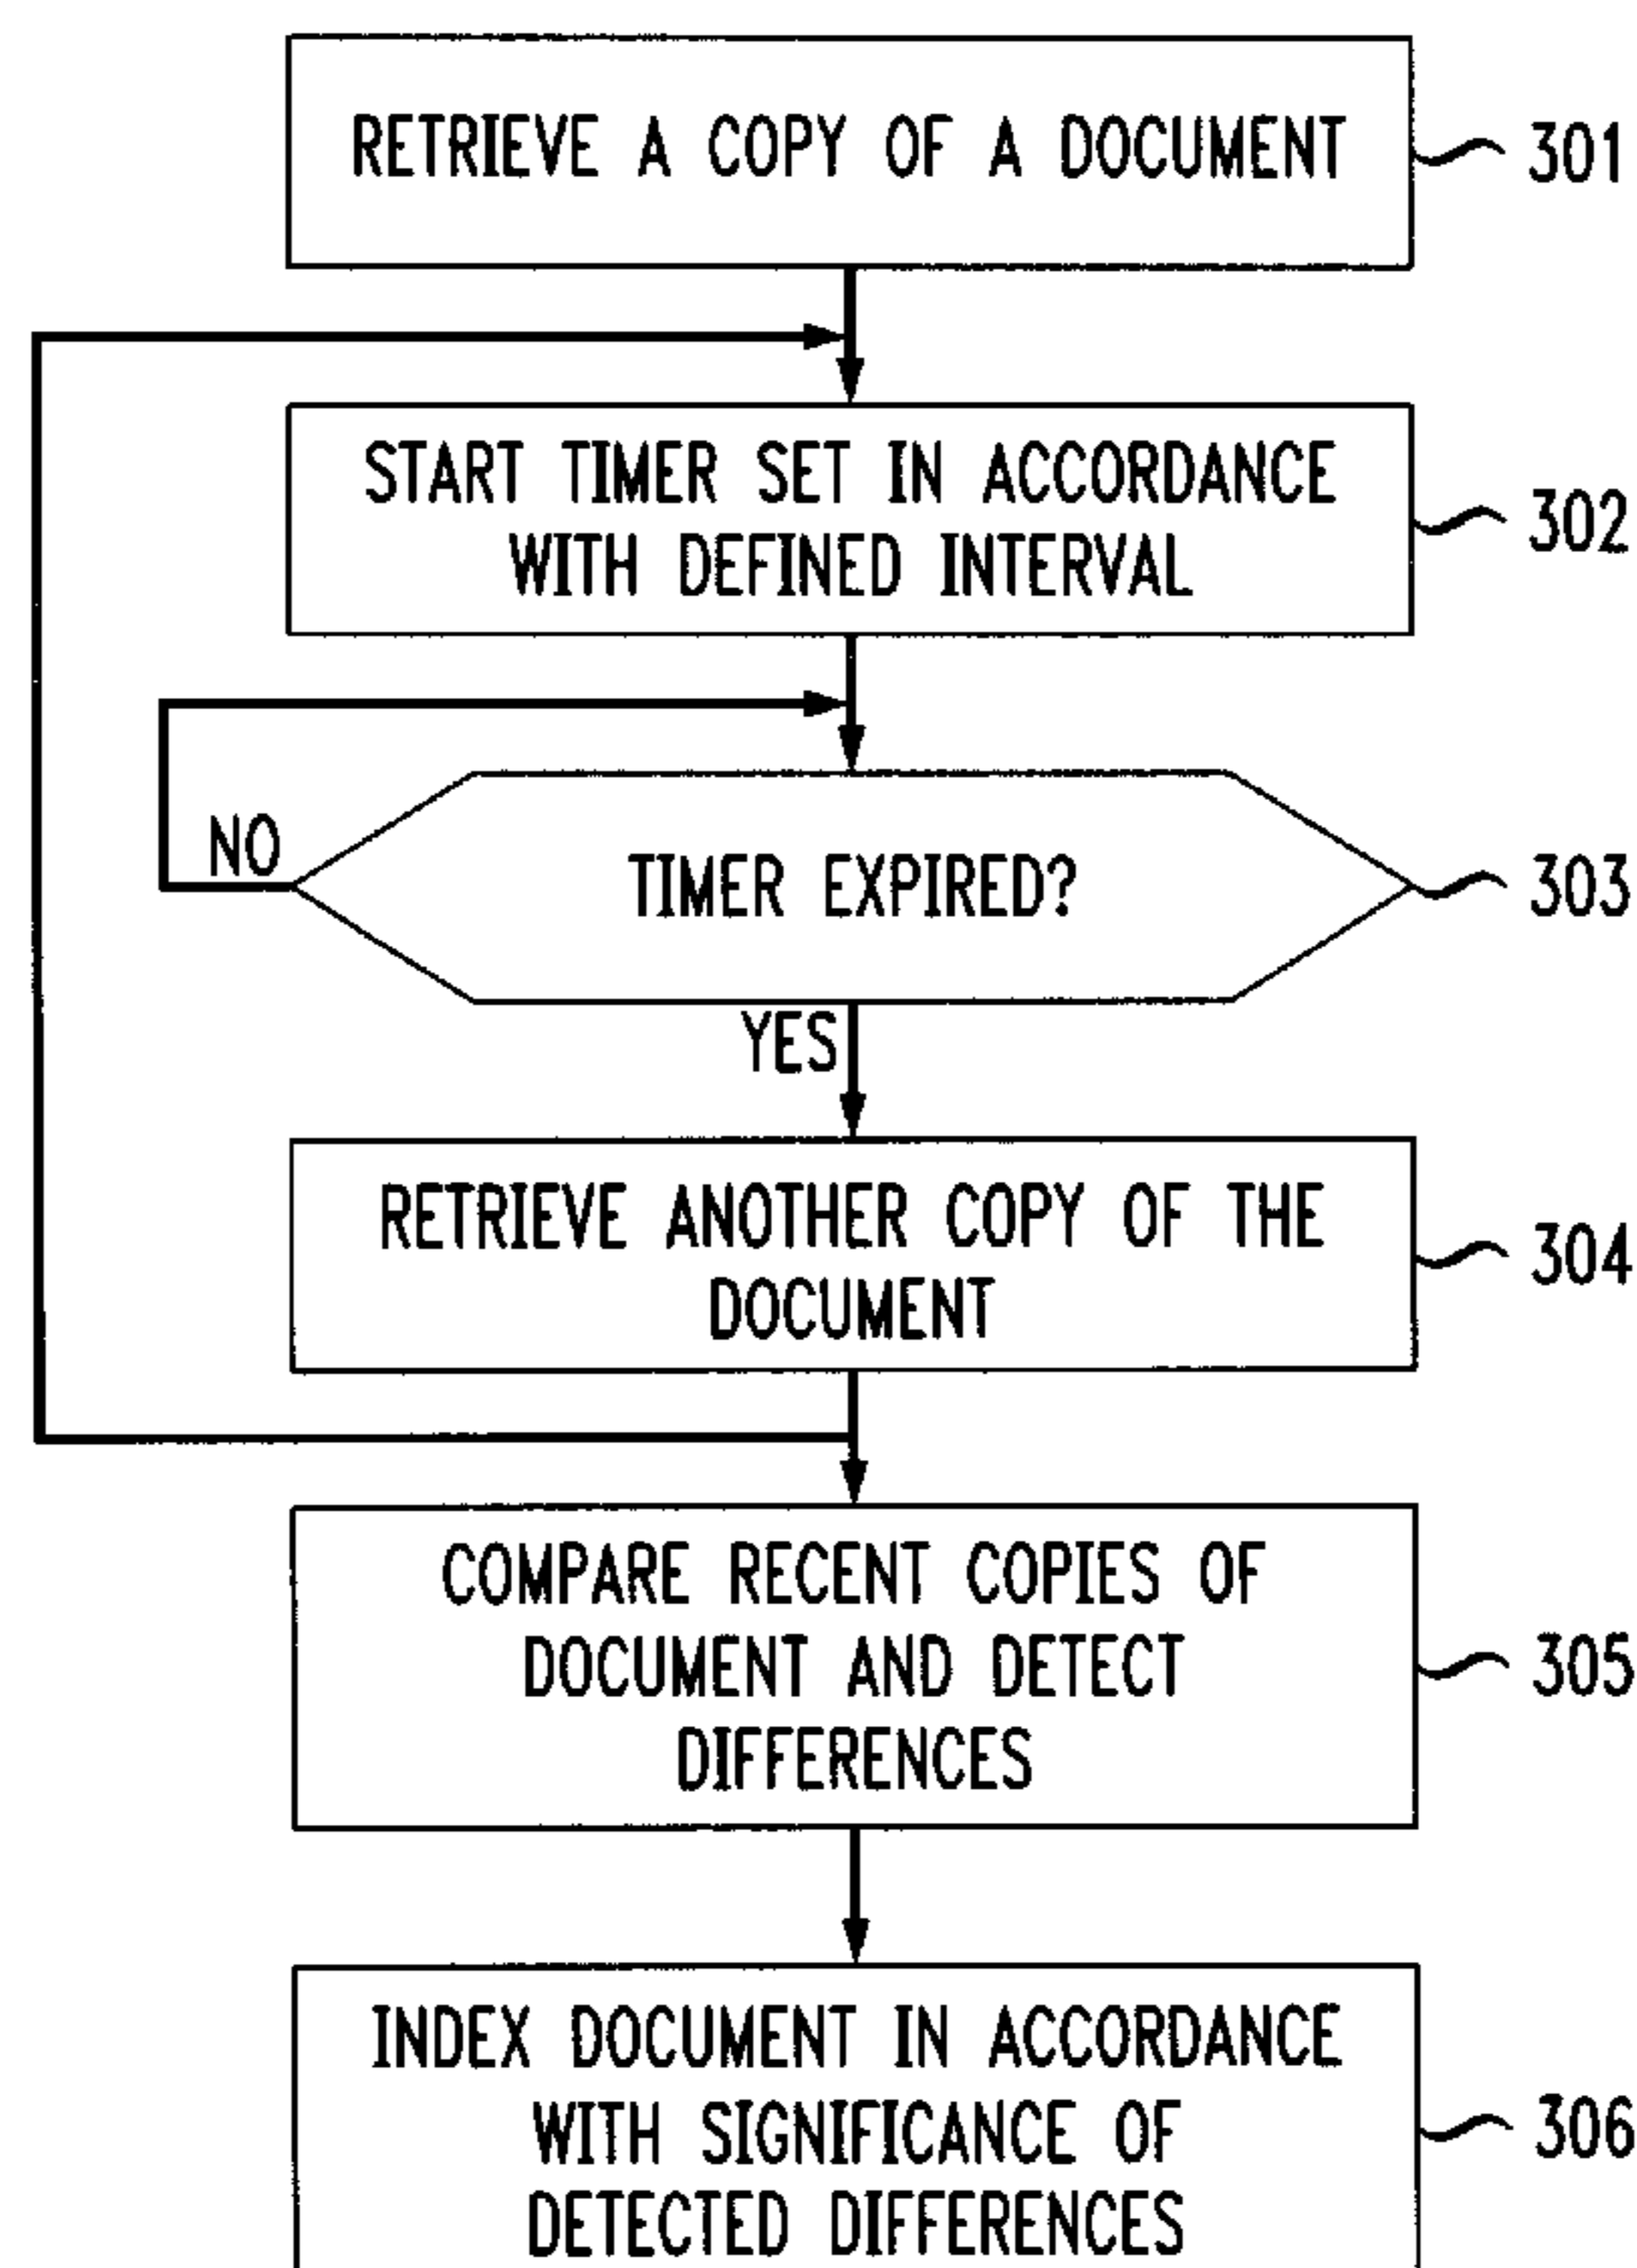 RETRIEVE A COPY OF A DOCUMENT
301
START TIMER SET IN ACCORDANCE
WITH DEFINED INTERVAL
302
NO
TIMER EXPIRED?
303
YES
RETRIEVE ANOTHER COPY OF THE
DOCUMENT
304
COMPARE RECENT COPIES OF
DOCUMENT AND DETECT
DIFFERENCES
305
INDEX DOCUMENT IN ACCORDANCE
WITH SIGNIFICANCE OF
DETECTED DIFFERENCES
306